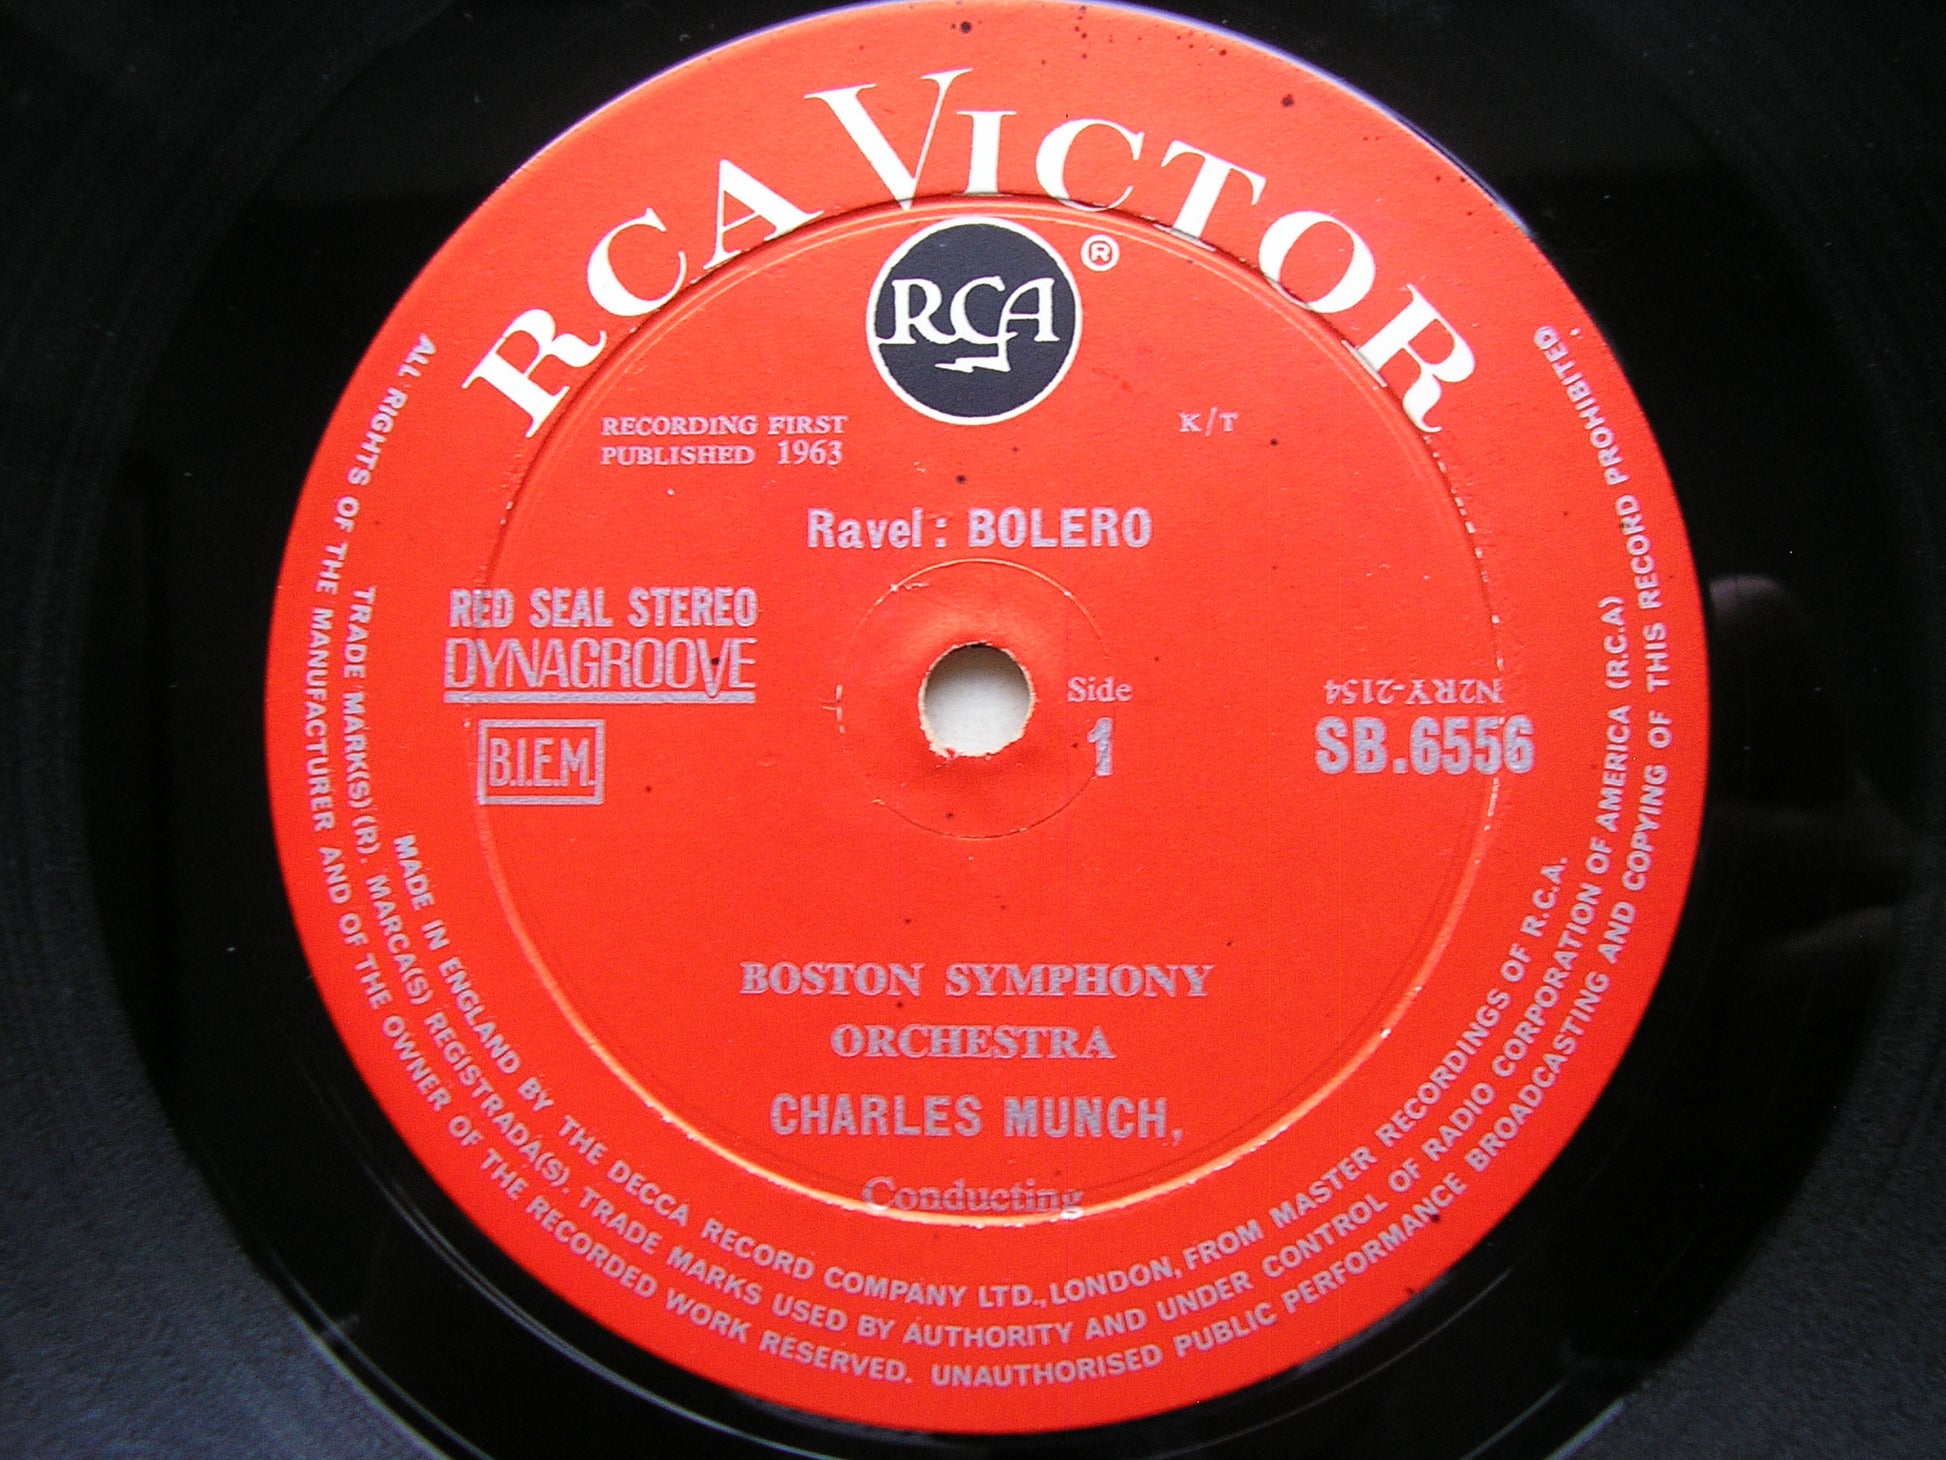 RCA VICTOR
RCA
®
RECORDING FIRST
PUBLISHED 1963
K/T
Ravel: BOLERO
RED SEAL STEREO
DYNAGROOVE
B.I.E.M.
Side
1
N2RY-2154
SB.6556
BOSTON SYMPHONY
ORCHESTRA
CHARLES MUNCH,
Conducting
MADE IN ENGLAND BY THE DECCA RECORD COMPANY LTD., LONDON, FROM MASTER RECORDINGS OF R.C.A.
TRADE MARK(S) (R). MARCA(S) REGISTRADA(S). TRADE MARKS USED BY AUTHORITY AND UNDER CONTROL OF RADIO CORPORATION OF AMERICA (R.C.A)
ALL RIGHTS OF THE MANUFACTURER AND OF THE OWNER OF THE RECORDED WORK RESERVED. UNAUTHORISED PUBLIC PERFORMANCE BROADCASTING AND COPYING OF THIS RECORD PROHIBITED